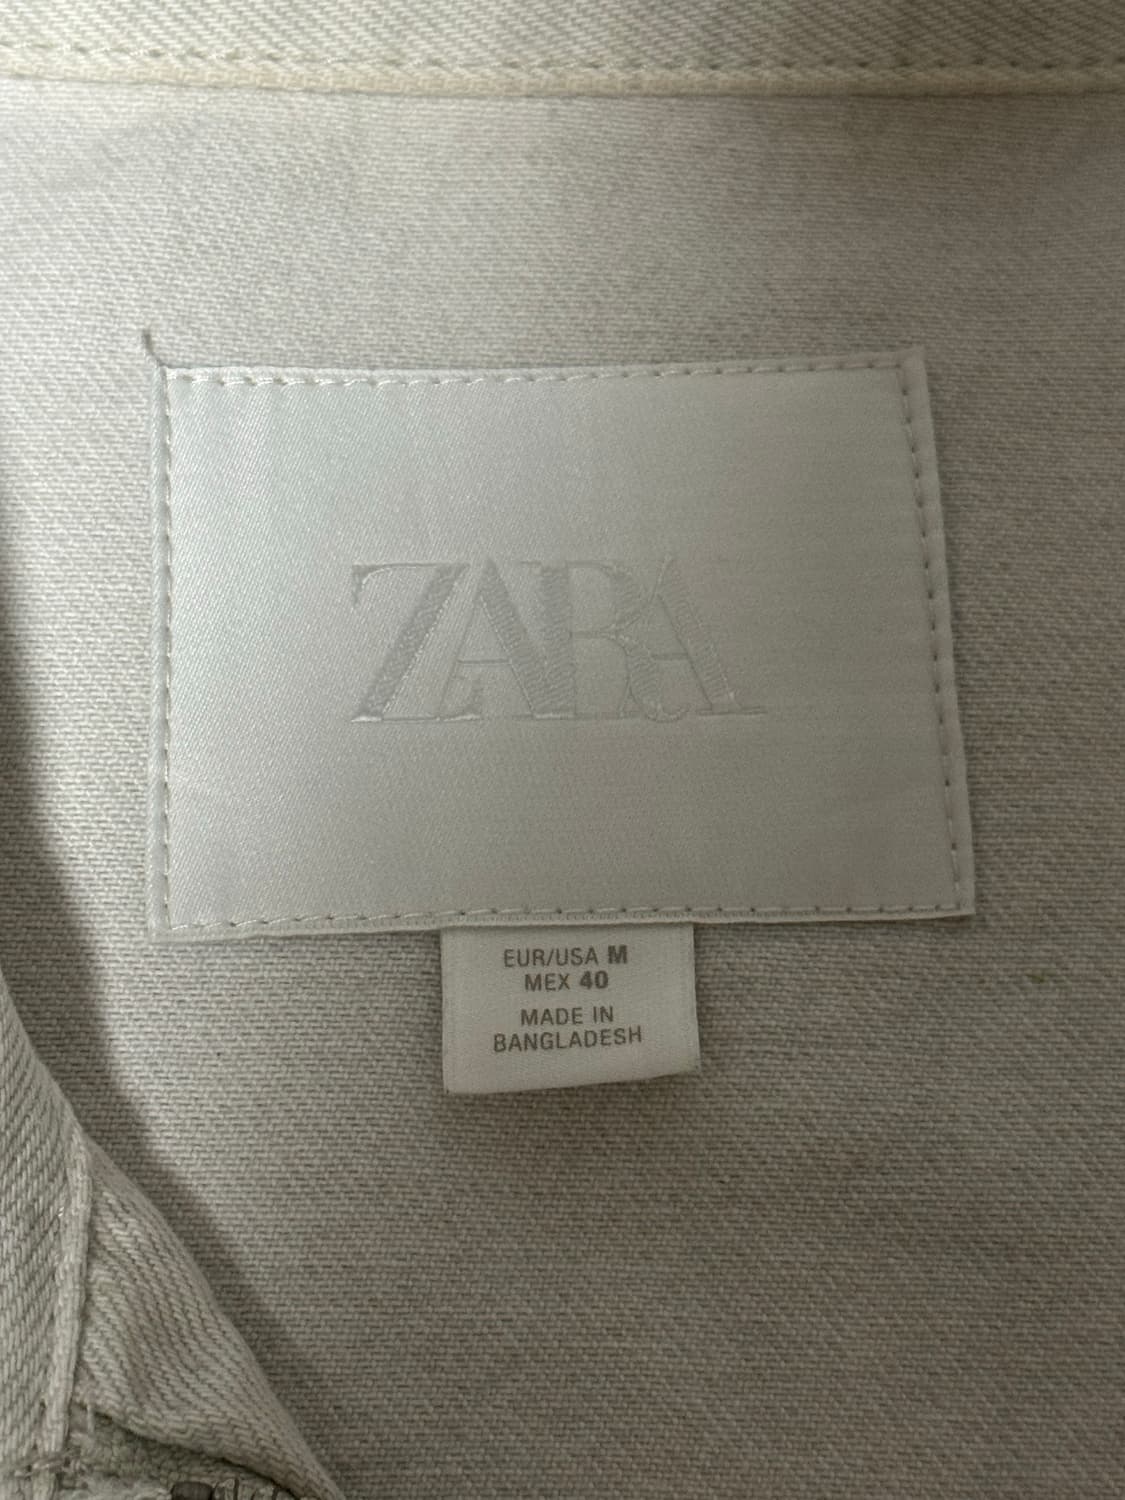 ZARA
EUR/USA M
MEX 40
MADE IN
BANGLADESH